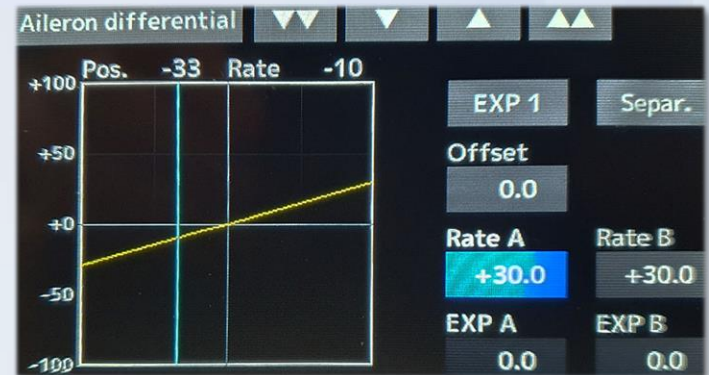 Aileron differential ▼▼ ▼ ▲ ▲▲
Pos. -33 Rate -10
+100
+50
+0
-50
-100
EXP 1 Separ.
Offset
0.0
Rate A Rate B
+30.0 +30.0
EXP A EXP B
0.0 0.0